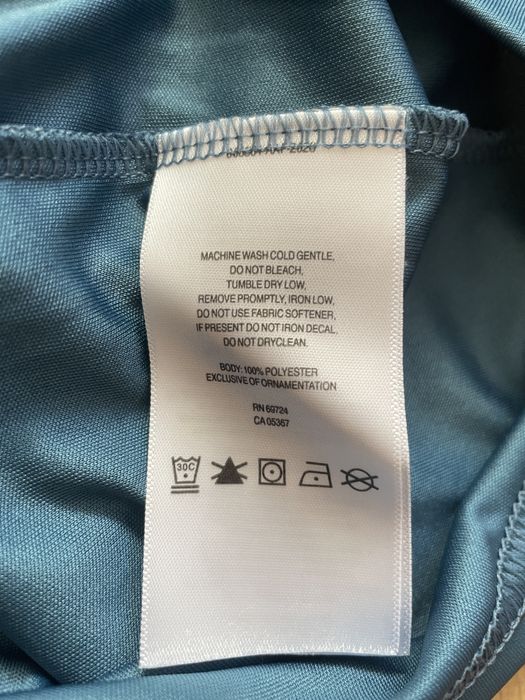 MACHINE WASH COLD GENTLE,
DO NOT BLEACH,
TUMBLE DRY LOW,
REMOVE PROMPTLY, IRON LOW,
DO NOT USE FABRIC SOFTENER,
IF PRESENT DO NOT IRON DECAL,
DO NOT DRYCLEAN.
BODY: 100% POLYESTER
EXCLUSIVE OF ORNAMENTATION
RN 69724
CA 05367
30C